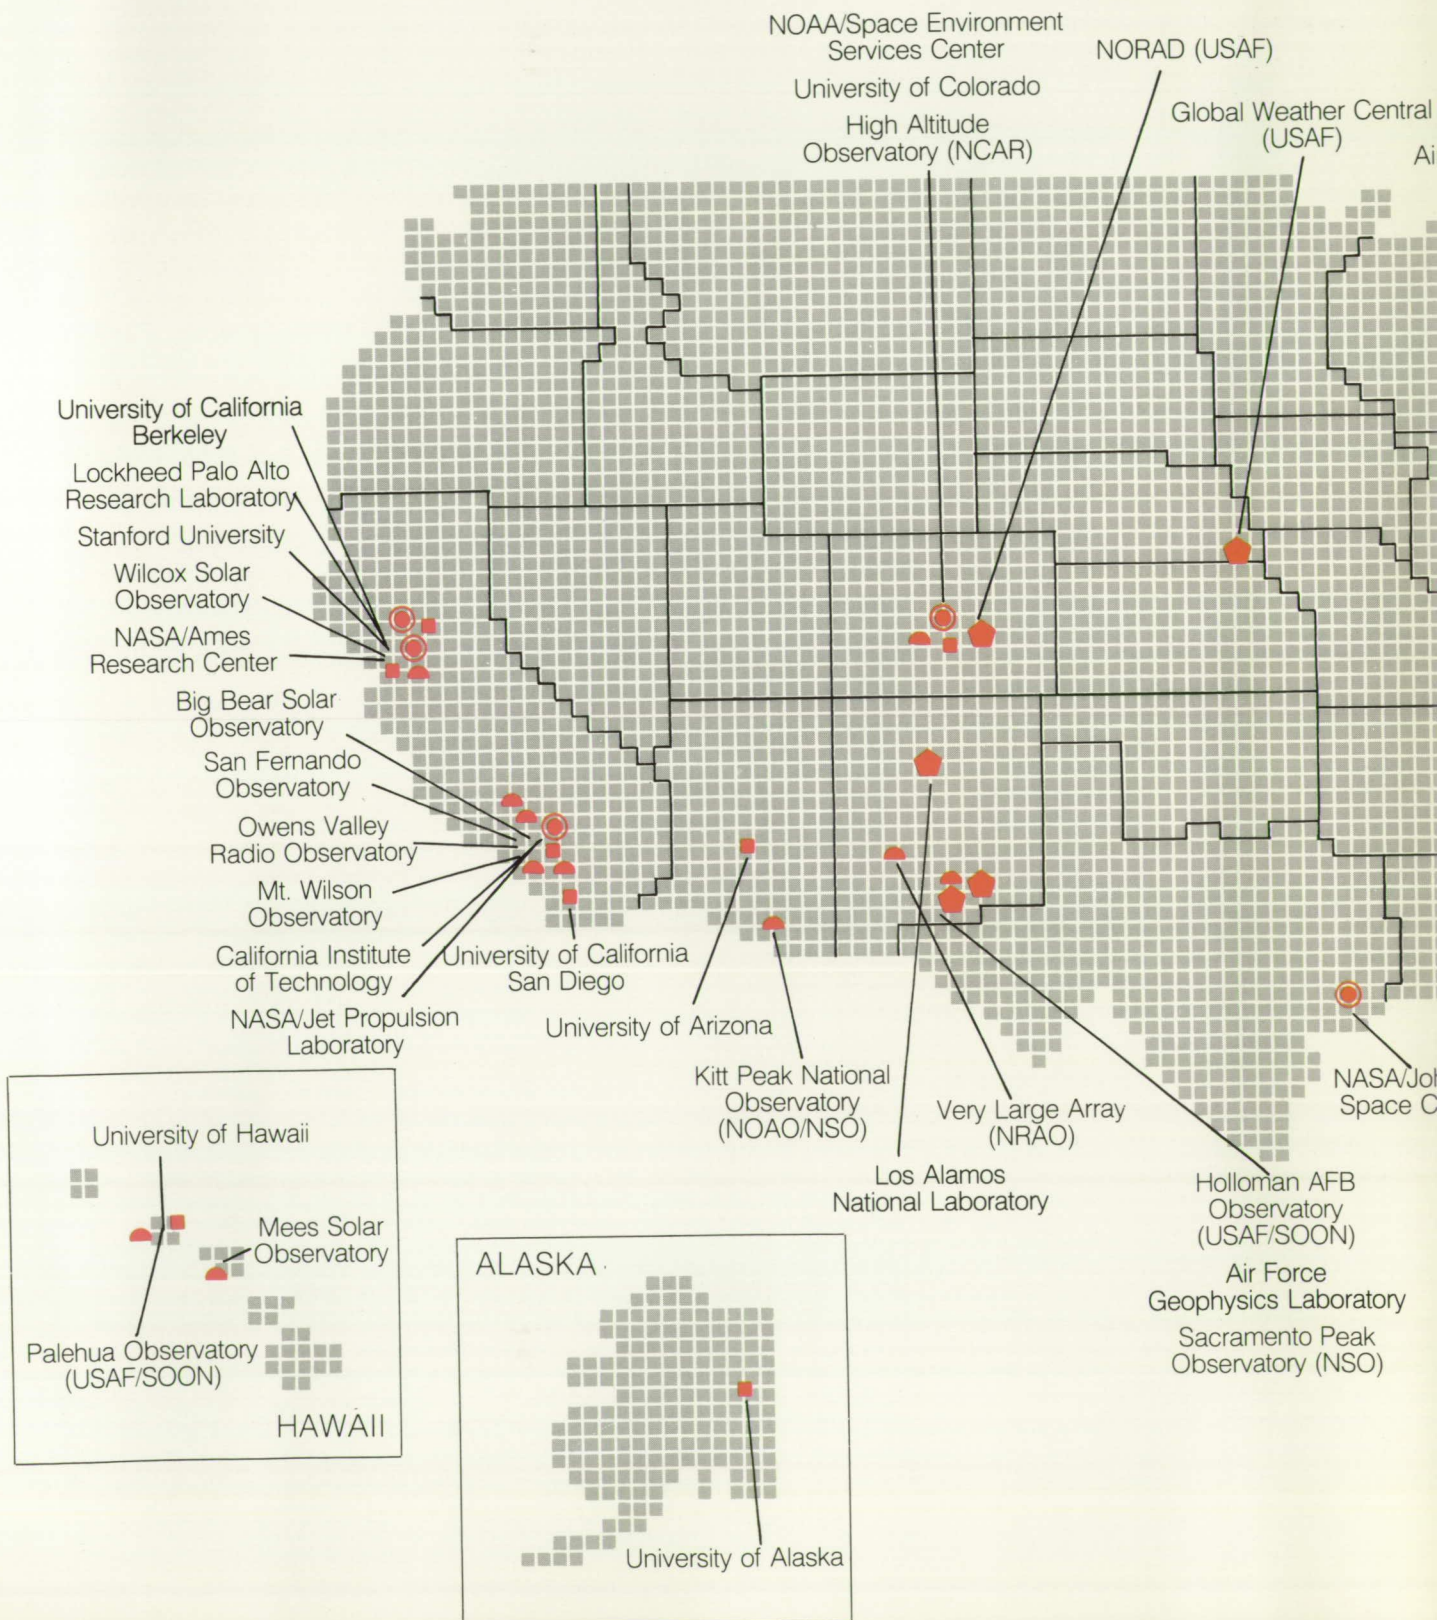 NOAA/Space Environment
Services Center
University of Colorado
High Altitude
Observatory (NCAR)
NORAD (USAF)
Global Weather Central
(USAF)
Ai
University of California
Berkeley
Lockheed Palo Alto
Research Laboratory
Stanford University
Wilcox Solar
Observatory
NASA/Ames
Research Center
Big Bear Solar
Observatory
San Fernando
Observatory
Owens Valley
Radio Observatory
Mt. Wilson
Observatory
California Institute
of Technology
NASA/Jet Propulsion
Laboratory
University of California
San Diego
University of Arizona
Kitt Peak National
Observatory
(NOAO/NSO)
Very Large Array
(NRAO)
Los Alamos
National Laboratory
NASA/Joh
Space C
Holloman AFB
Observatory
(USAF/SOON)
Air Force
Geophysics Laboratory
Sacramento Peak
Observatory (NSO)
University of Hawaii
Mees Solar
Observatory
Palehua Observatory
(USAF/SOON)
HAWAII
ALASKA
University of Alaska